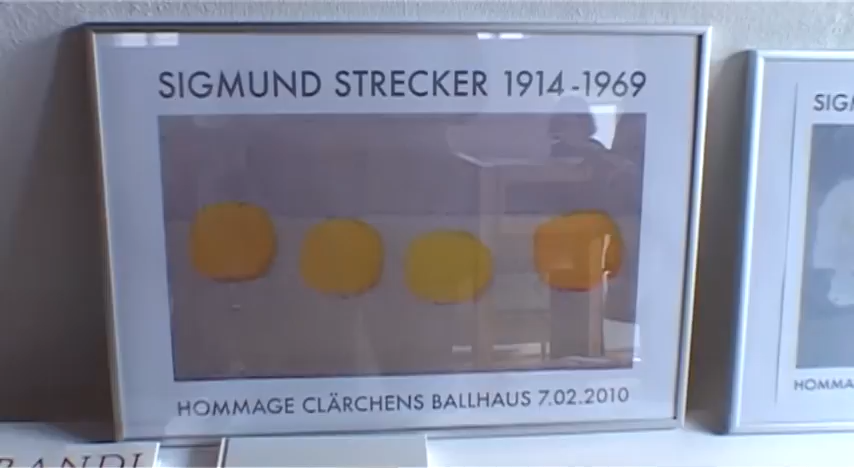 SIGMUND STRECKER 1914-1969
HOMMAGE CLÄRCHENS BALLHAUS 7.02.2010